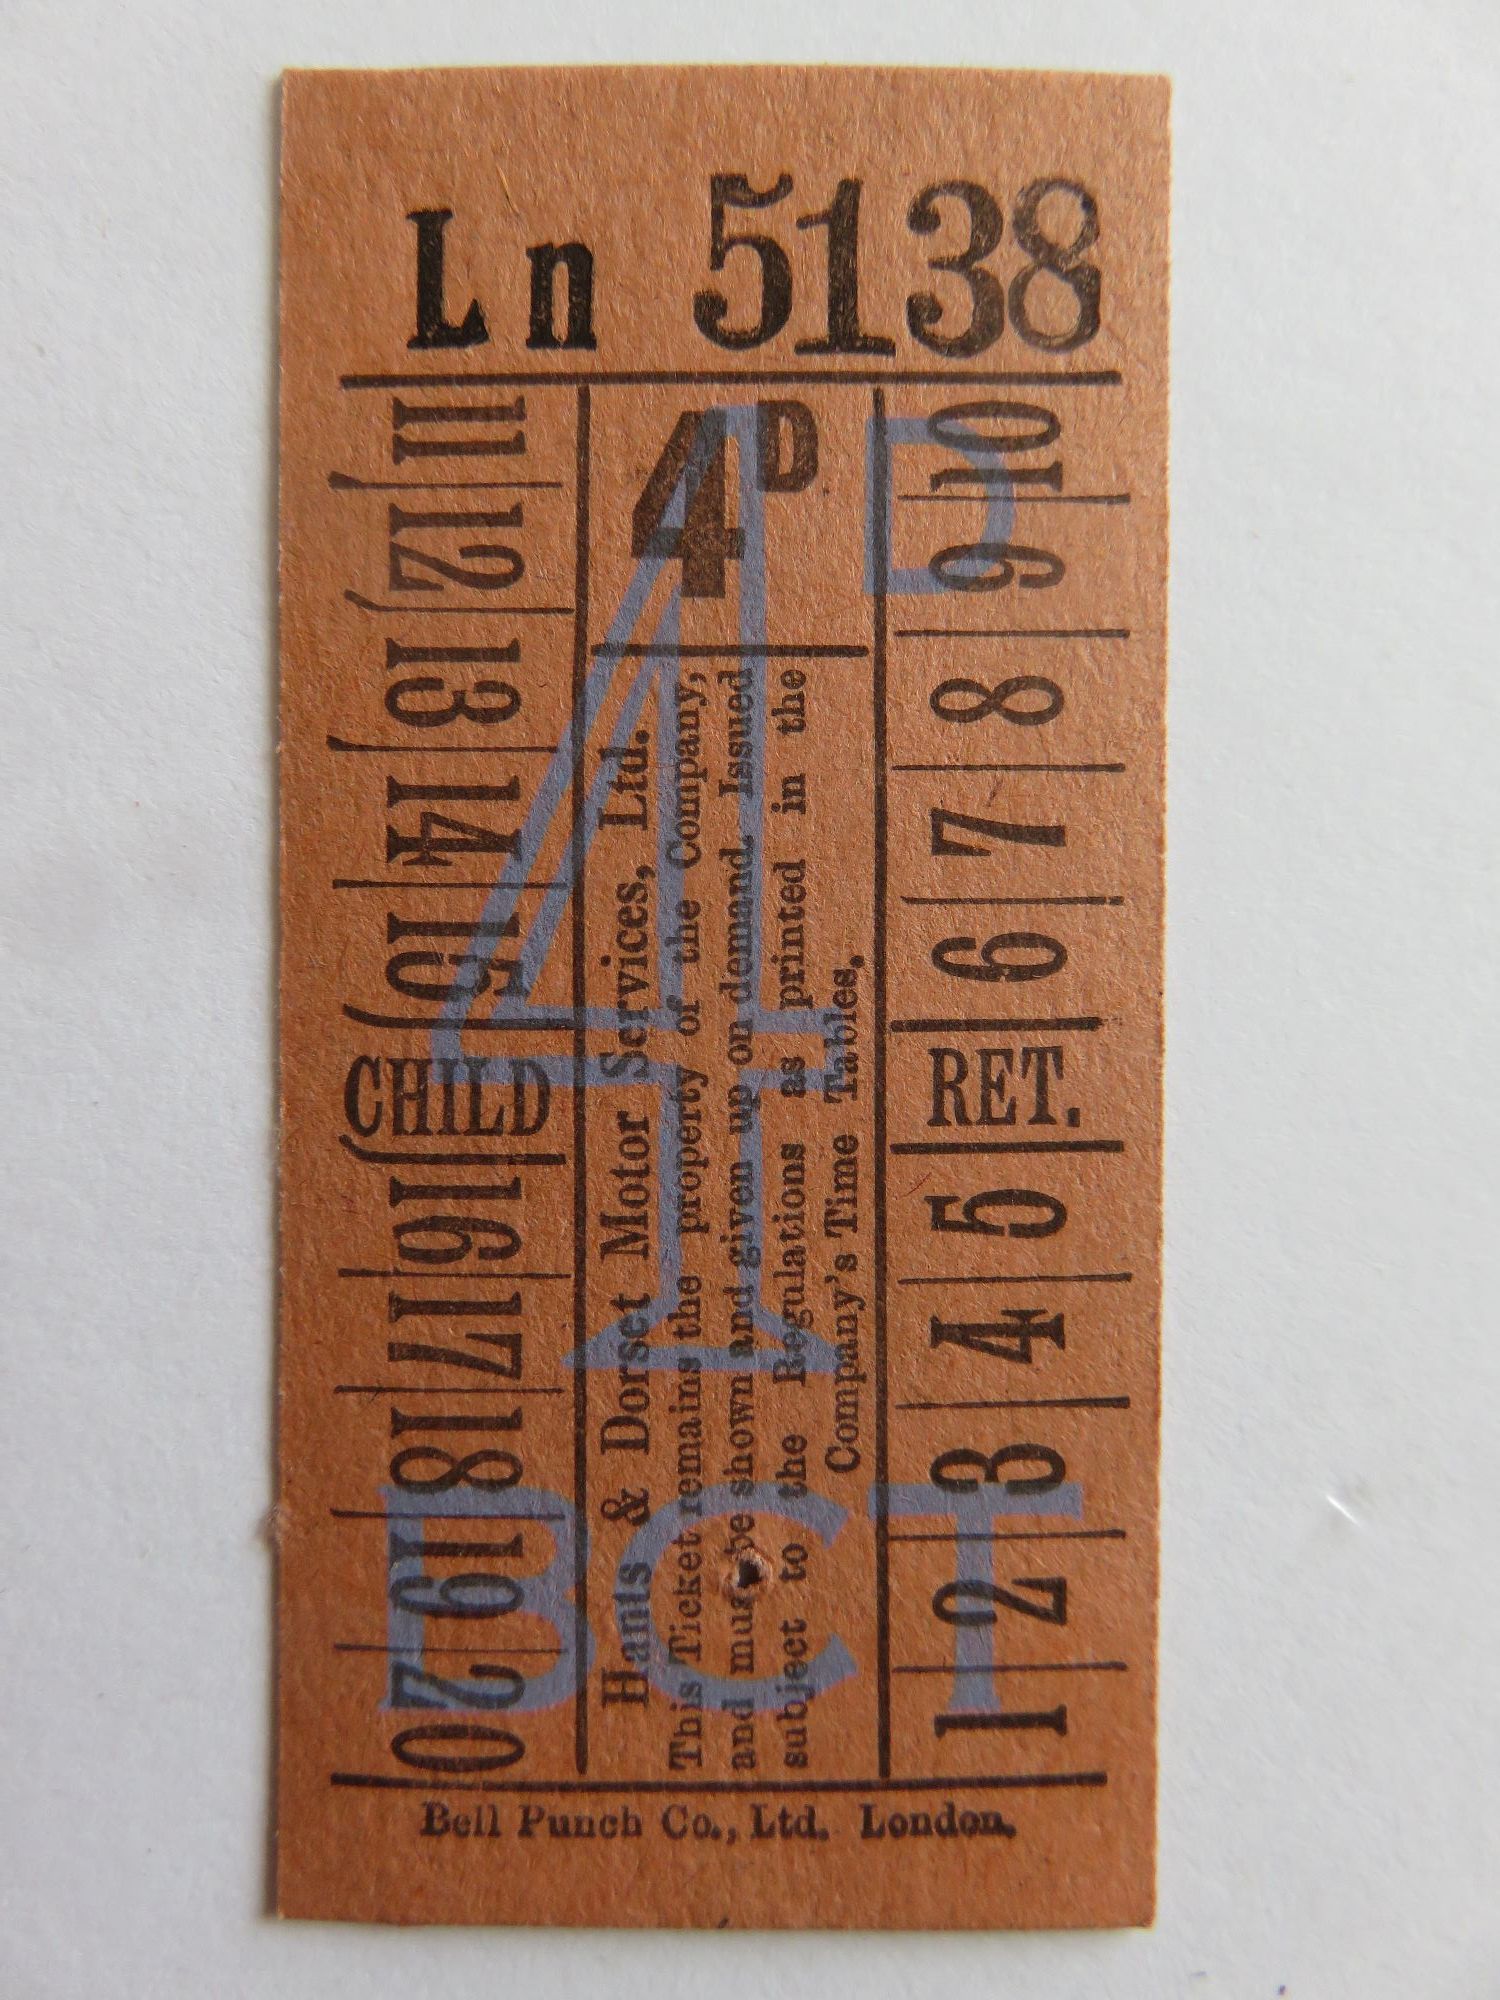 Ln 5138
4D
4D
11
12
13
14
15
CHILD
16
17
18
19
20
Hants & Dorset Motor Services, Ltd.
This Ticket remains the property of the Company,
and must be shown and given up on demand. Issued
subject to the Regulations as printed in the
Company's Time Tables.
10
9
8
7
6
RET.
5
4
3
2
1
BCT
Bell Punch Co., Ltd. London.